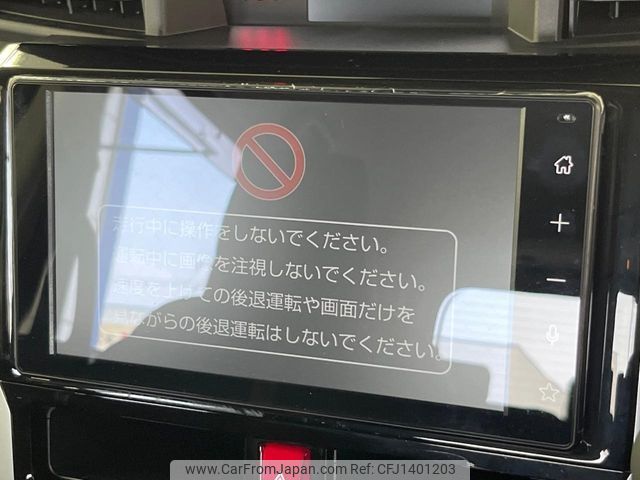 走行中に操作をしないでください。
運転中に画像を注視しないでください。
速度を上げての後退運転や画面だけを
見ながらの後退運転はしないでください。
www.CarFromJapan.com | CFJ1401203